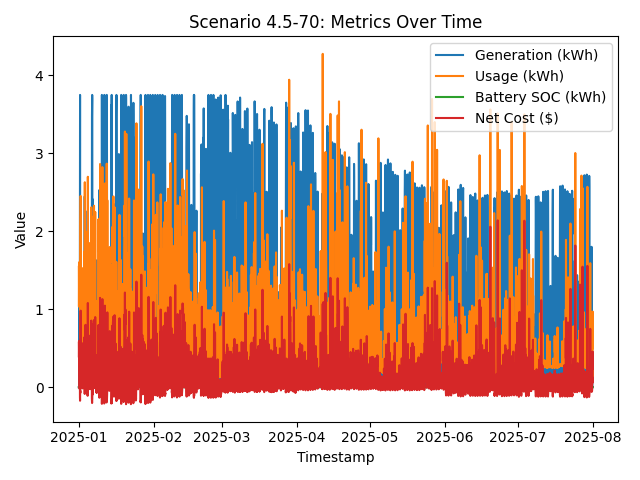 Scenario 4.5-70: Metrics Over Time
Generation (kWh)
Usage (kWh)
Battery SOC (kWh)
Net Cost ($)
Value
4
3
2
1
0
2025-01 2025-02 2025-03 2025-04 2025-05 2025-06 2025-07 2025-08
Timestamp